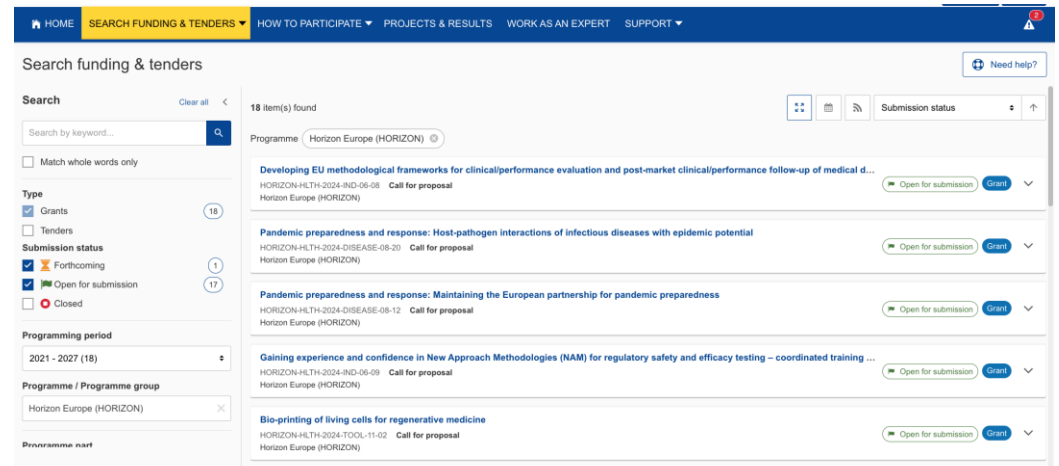 HOME SEARCH FUNDING & TENDERS HOW TO PARTICIPATE PROJECTS & RESULTS WORK AS AN EXPERT SUPPORT 2
Search funding & tenders
Need help?
Search Clear all
Search by keyword...
Match whole words only
Type
Grants 18
Tenders
Submission status
Forthcoming 1
Open for submission 17
Closed
Programming period
2021 - 2027 (18)
Programme / Programme group
Horizon Europe (HORIZON)
Programme part
18 item(s) found
Submission status
Programme Horizon Europe (HORIZON)
Developing EU methodological frameworks for clinical/performance evaluation and post-market clinical/performance follow-up of medical d...
HORIZON-HLTH-2024-IND-06-08 Call for proposal
Horizon Europe (HORIZON)
Open for submission Grant
Pandemic preparedness and response: Host-pathogen interactions of infectious diseases with epidemic potential
HORIZON-HLTH-2024-DISEASE-08-20 Call for proposal
Horizon Europe (HORIZON)
Open for submission Grant
Pandemic preparedness and response: Maintaining the European partnership for pandemic preparedness
HORIZON-HLTH-2024-DISEASE-08-12 Call for proposal
Horizon Europe (HORIZON)
Open for submission Grant
Gaining experience and confidence in New Approach Methodologies (NAM) for regulatory safety and efficacy testing – coordinated training ...
HORIZON-HLTH-2024-IND-06-09 Call for proposal
Horizon Europe (HORIZON)
Open for submission Grant
Bio-printing of living cells for regenerative medicine
HORIZON-HLTH-2024-TOOL-11-02 Call for proposal
Horizon Europe (HORIZON)
Open for submission Grant